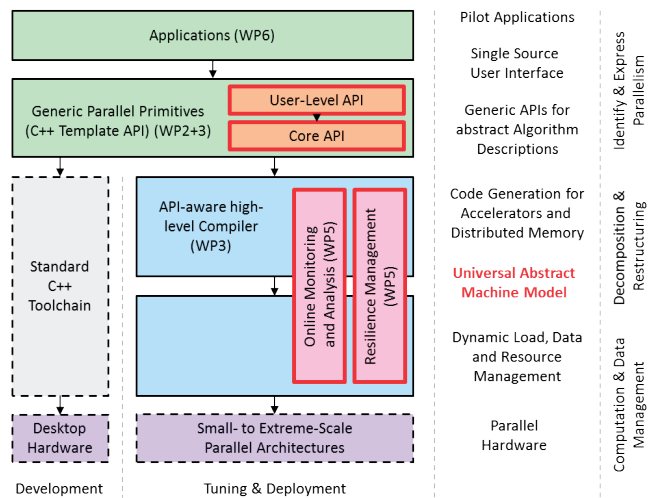 Applications (WP6)
Generic Parallel Primitives
(C++ Template API) (WP2+3)
User-Level API
Core API
Standard
C++
Toolchain
API-aware high-
level Compiler
(WP3)
Online Monitoring
and Analysis (WP5)
Resilience Management
(WP5)
Desktop
Hardware
Small- to Extreme-Scale
Parallel Architectures
Development
Tuning & Deployment
Pilot Applications
Single Source
User Interface
Generic APIs for
abstract Algorithm
Descriptions
Code Generation for
Accelerators and
Distributed Memory
Universal Abstract
Machine Model
Dynamic Load, Data
and Resource
Management
Parallel
Hardware
Identify & Express
Parallelism
Decomposition &
Restructuring
Computation & Data
Management